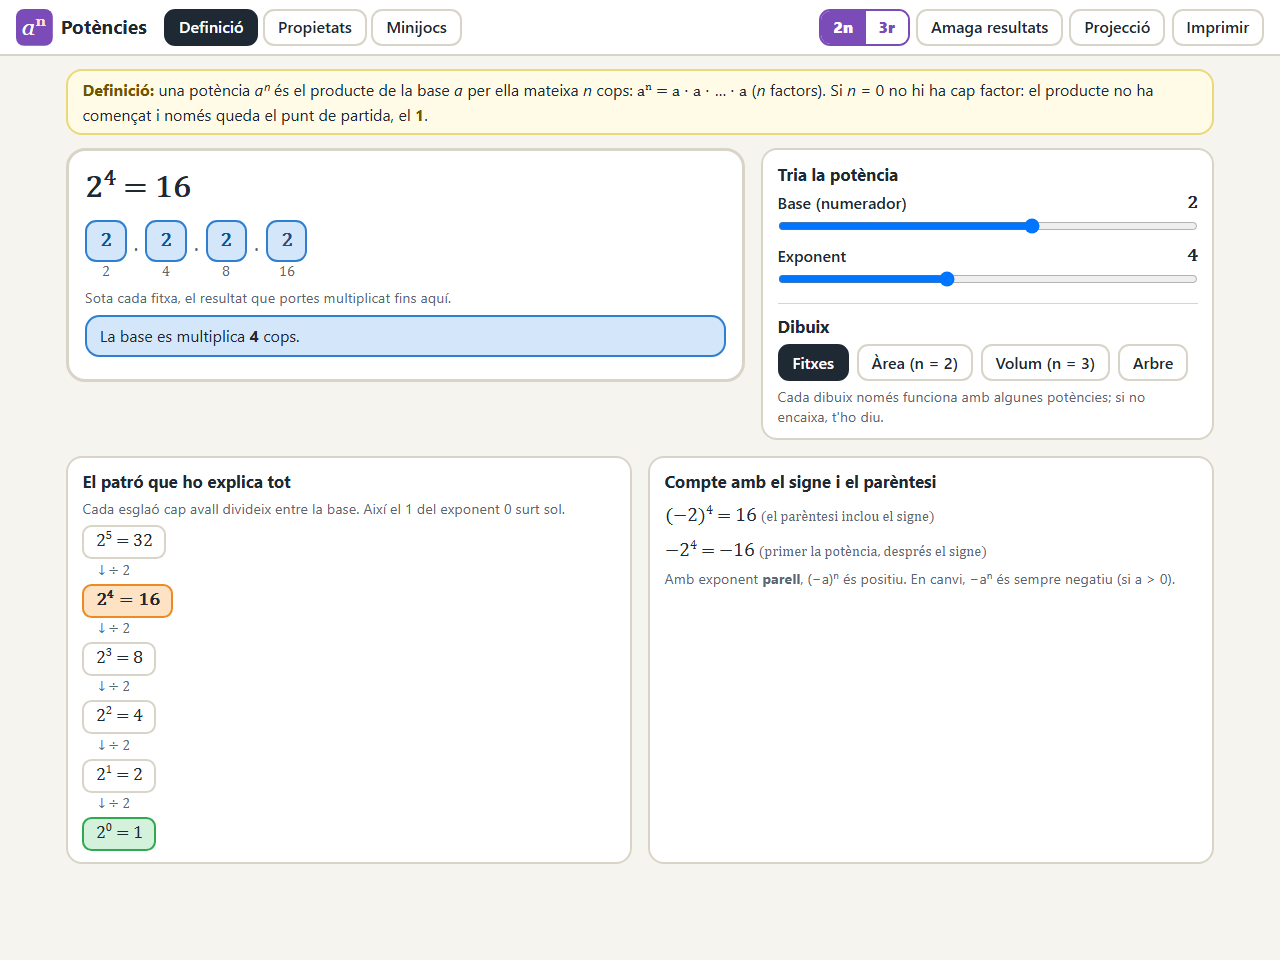 aⁿ Potències Definició Propietats Minijocs 2n 3r Amaga resultats Projecció Imprimir
Definició: una potència aⁿ és el producte de la base a per ella mateixa n cops: aⁿ = a · a · … · a (n factors). Si n = 0 no hi ha cap factor: el producte no ha
començat i només queda el punt de partida, el 1.
2⁴ = 16
2 · 2 · 2 · 2
2 4 8 16
Sota cada fitxa, el resultat que portes multiplicat fins aquí.
La base es multiplica 4 cops.
Tria la potència
Base (numerador) 2
Exponent 4
Dibuix
Fitxes Àrea (n = 2) Volum (n = 3) Arbre
Cada dibuix només funciona amb algunes potències; si no
encaixa, t'ho diu.
El patró que ho explica tot
Cada esglaó cap avall divideix entre la base. Així el 1 del exponent 0 surt sol.
2⁵ = 32
↓ ÷ 2
2⁴ = 16
↓ ÷ 2
2³ = 8
↓ ÷ 2
2² = 4
↓ ÷ 2
2¹ = 2
↓ ÷ 2
2⁰ = 1
Compte amb el signe i el parèntesi
(−2)⁴ = 16 (el parèntesi inclou el signe)
−2⁴ = −16 (primer la potència, després el signe)
Amb exponent parell, (−a)ⁿ és positiu. En canvi, −aⁿ és sempre negatiu (si a > 0).